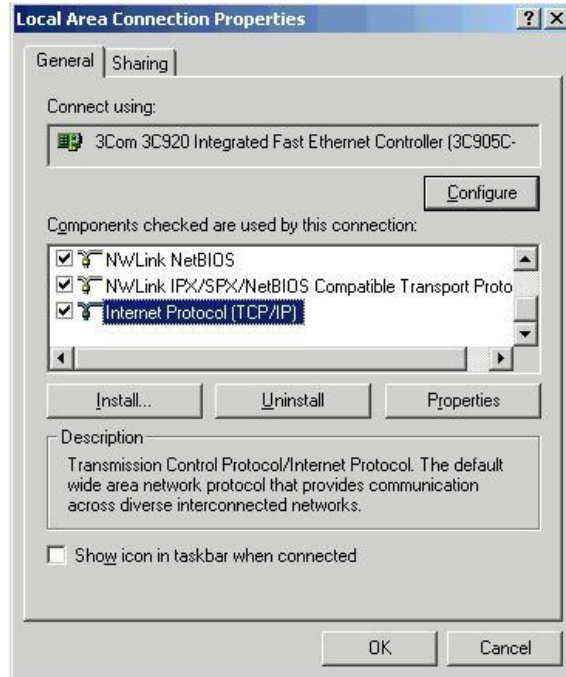 Local Area Connection Properties
General Sharing
Connect using:
3Com 3C920 Integrated Fast Ethernet Controller (3C905C-
Configure
Components checked are used by this connection:
NWLink NetBIOS
NWLink IPX/SPX/NetBIOS Compatible Transport Proto
Internet Protocol (TCP/IP)
Install... Uninstall Properties
Description
Transmission Control Protocol/Internet Protocol. The default
wide area network protocol that provides communication
across diverse interconnected networks.
Show icon in taskbar when connected
OK Cancel